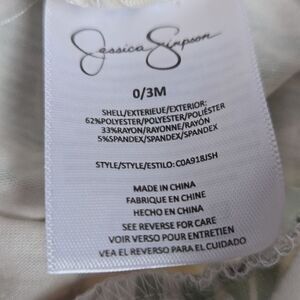 Jessica Simpson
0/3M
SHELL/EXTERIEUR/EXTERIOR:
62%POLYESTER/POLYESTER/POLIÉSTER
33%RAYON/RAYONNE/RAYÓN
5%SPANDEX/SPANDEX/SPANDEX
STYLE/STYLE/ESTILO: C0A918JSH
MADE IN CHINA
FABRIQUE EN CHINE
HECHO EN CHINA
SEE REVERSE FOR CARE
VOIR VERSO POUR ENTRETIEN
VEA EL REVERSO PARA EL CUIDADO